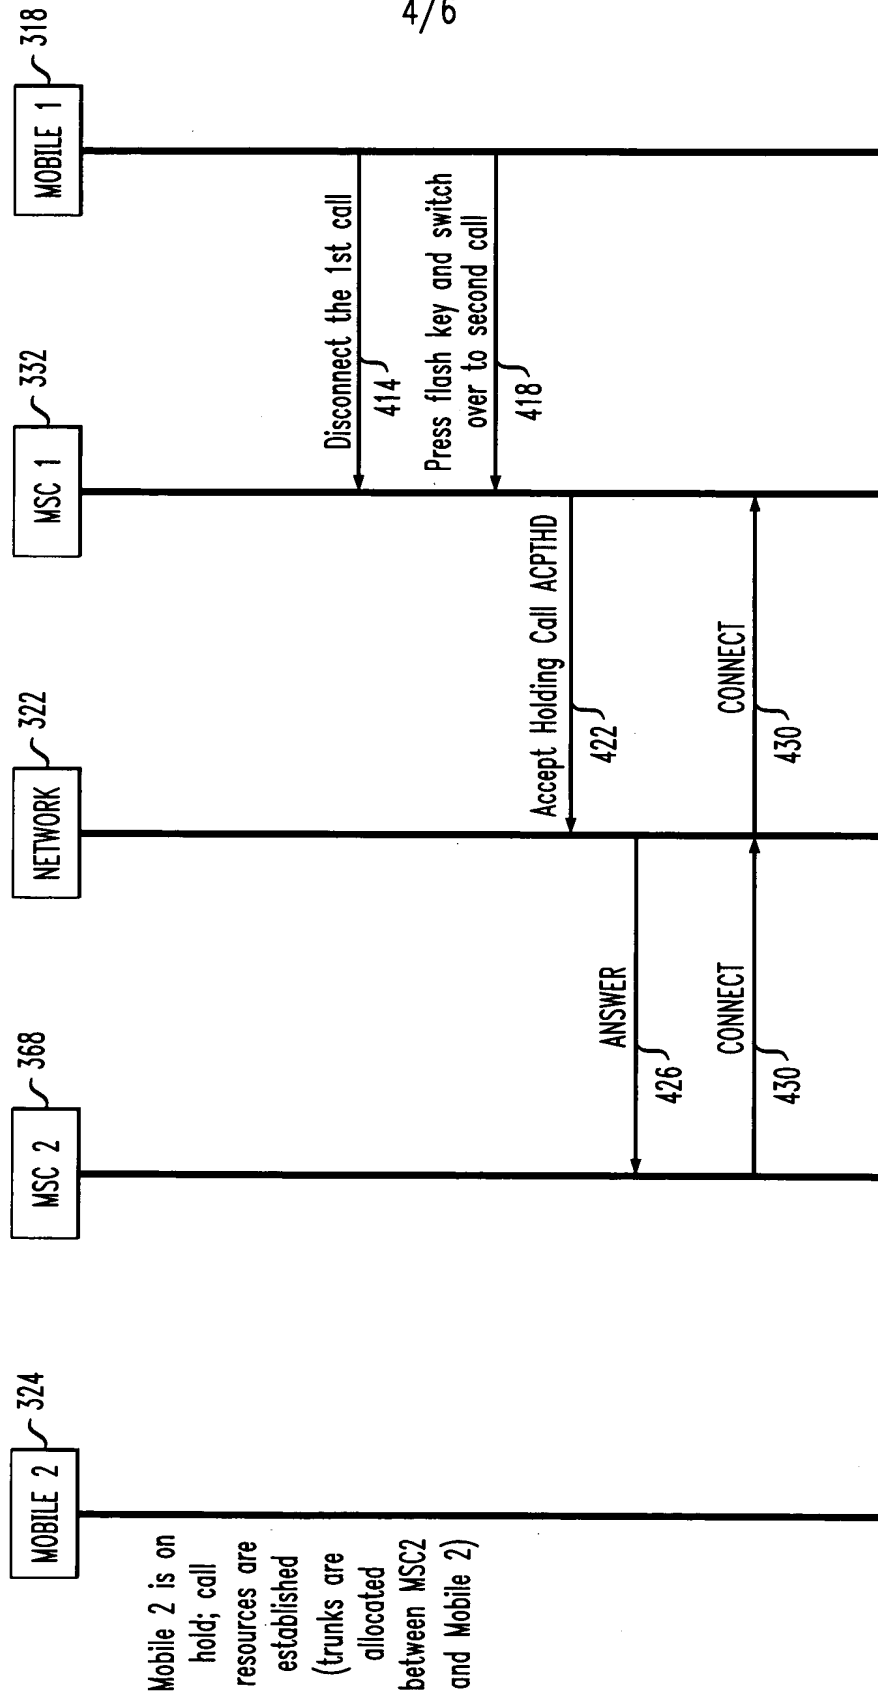 4/6
MOBILE 2
324
MSC 2
368
NETWORK
322
MSC 1
332
MOBILE 1
318
Mobile 2 is on
hold; call
resources are
established
(trunks are
allocated
between MSC2
and Mobile 2)
Disconnect the 1st call
414
Press flash key and switch
over to second call
418
Accept Holding Call ACPTHD
422
ANSWER
426
CONNECT
430
CONNECT
430